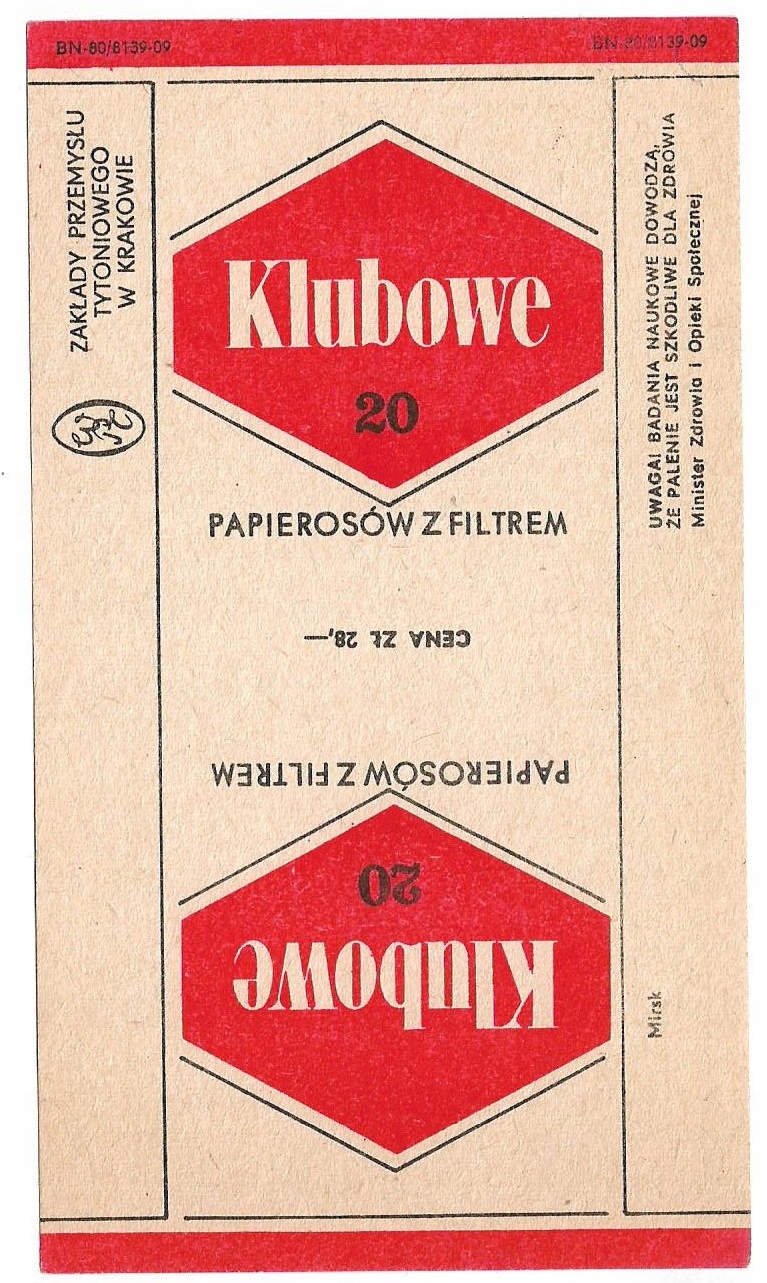 BN-80/8139-09
BN-80/8139-09
ZAKŁADY PRZEMYSŁU
TYTONIOWEGO
W KRAKOWIE
Klubowe
20
PAPIEROSÓW Z FILTREM
CENA ZŁ 28,—
PAPIEROSÓW Z FILTREM
20
Klubowe
UWAGA! BADANIA NAUKOWE DOWODZĄ,
ŻE PALENIE JEST SZKODLIWE DLA ZDROWIA
Minister Zdrowia i Opieki Społecznej
Mirsk